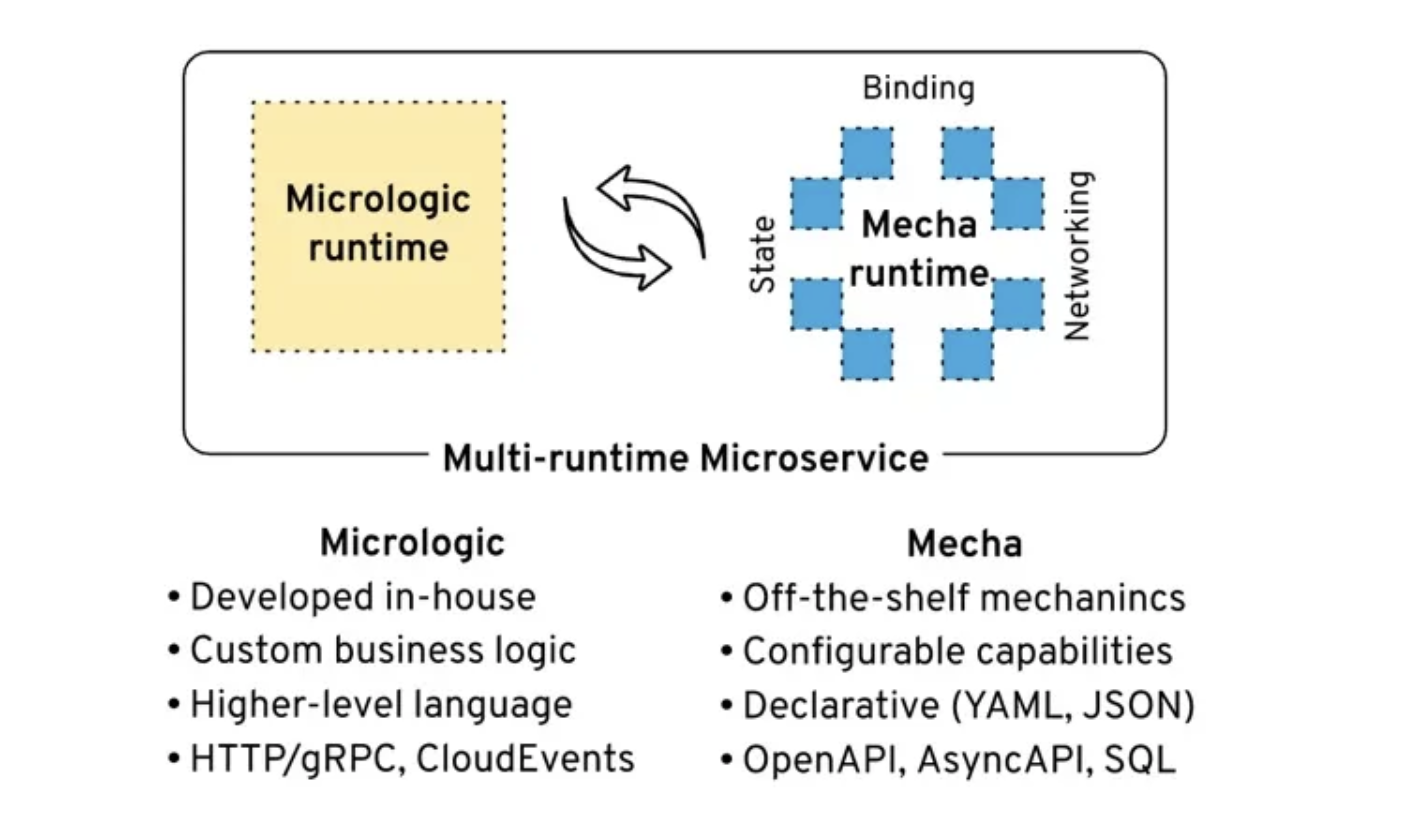 Binding
Micrologic
runtime
State
Mecha
runtime
Networking
Multi-runtime Microservice
Micrologic
• Developed in-house
• Custom business logic
• Higher-level language
• HTTP/gRPC, CloudEvents
Mecha
• Off-the-shelf mechanincs
• Configurable capabilities
• Declarative (YAML, JSON)
• OpenAPI, AsyncAPI, SQL